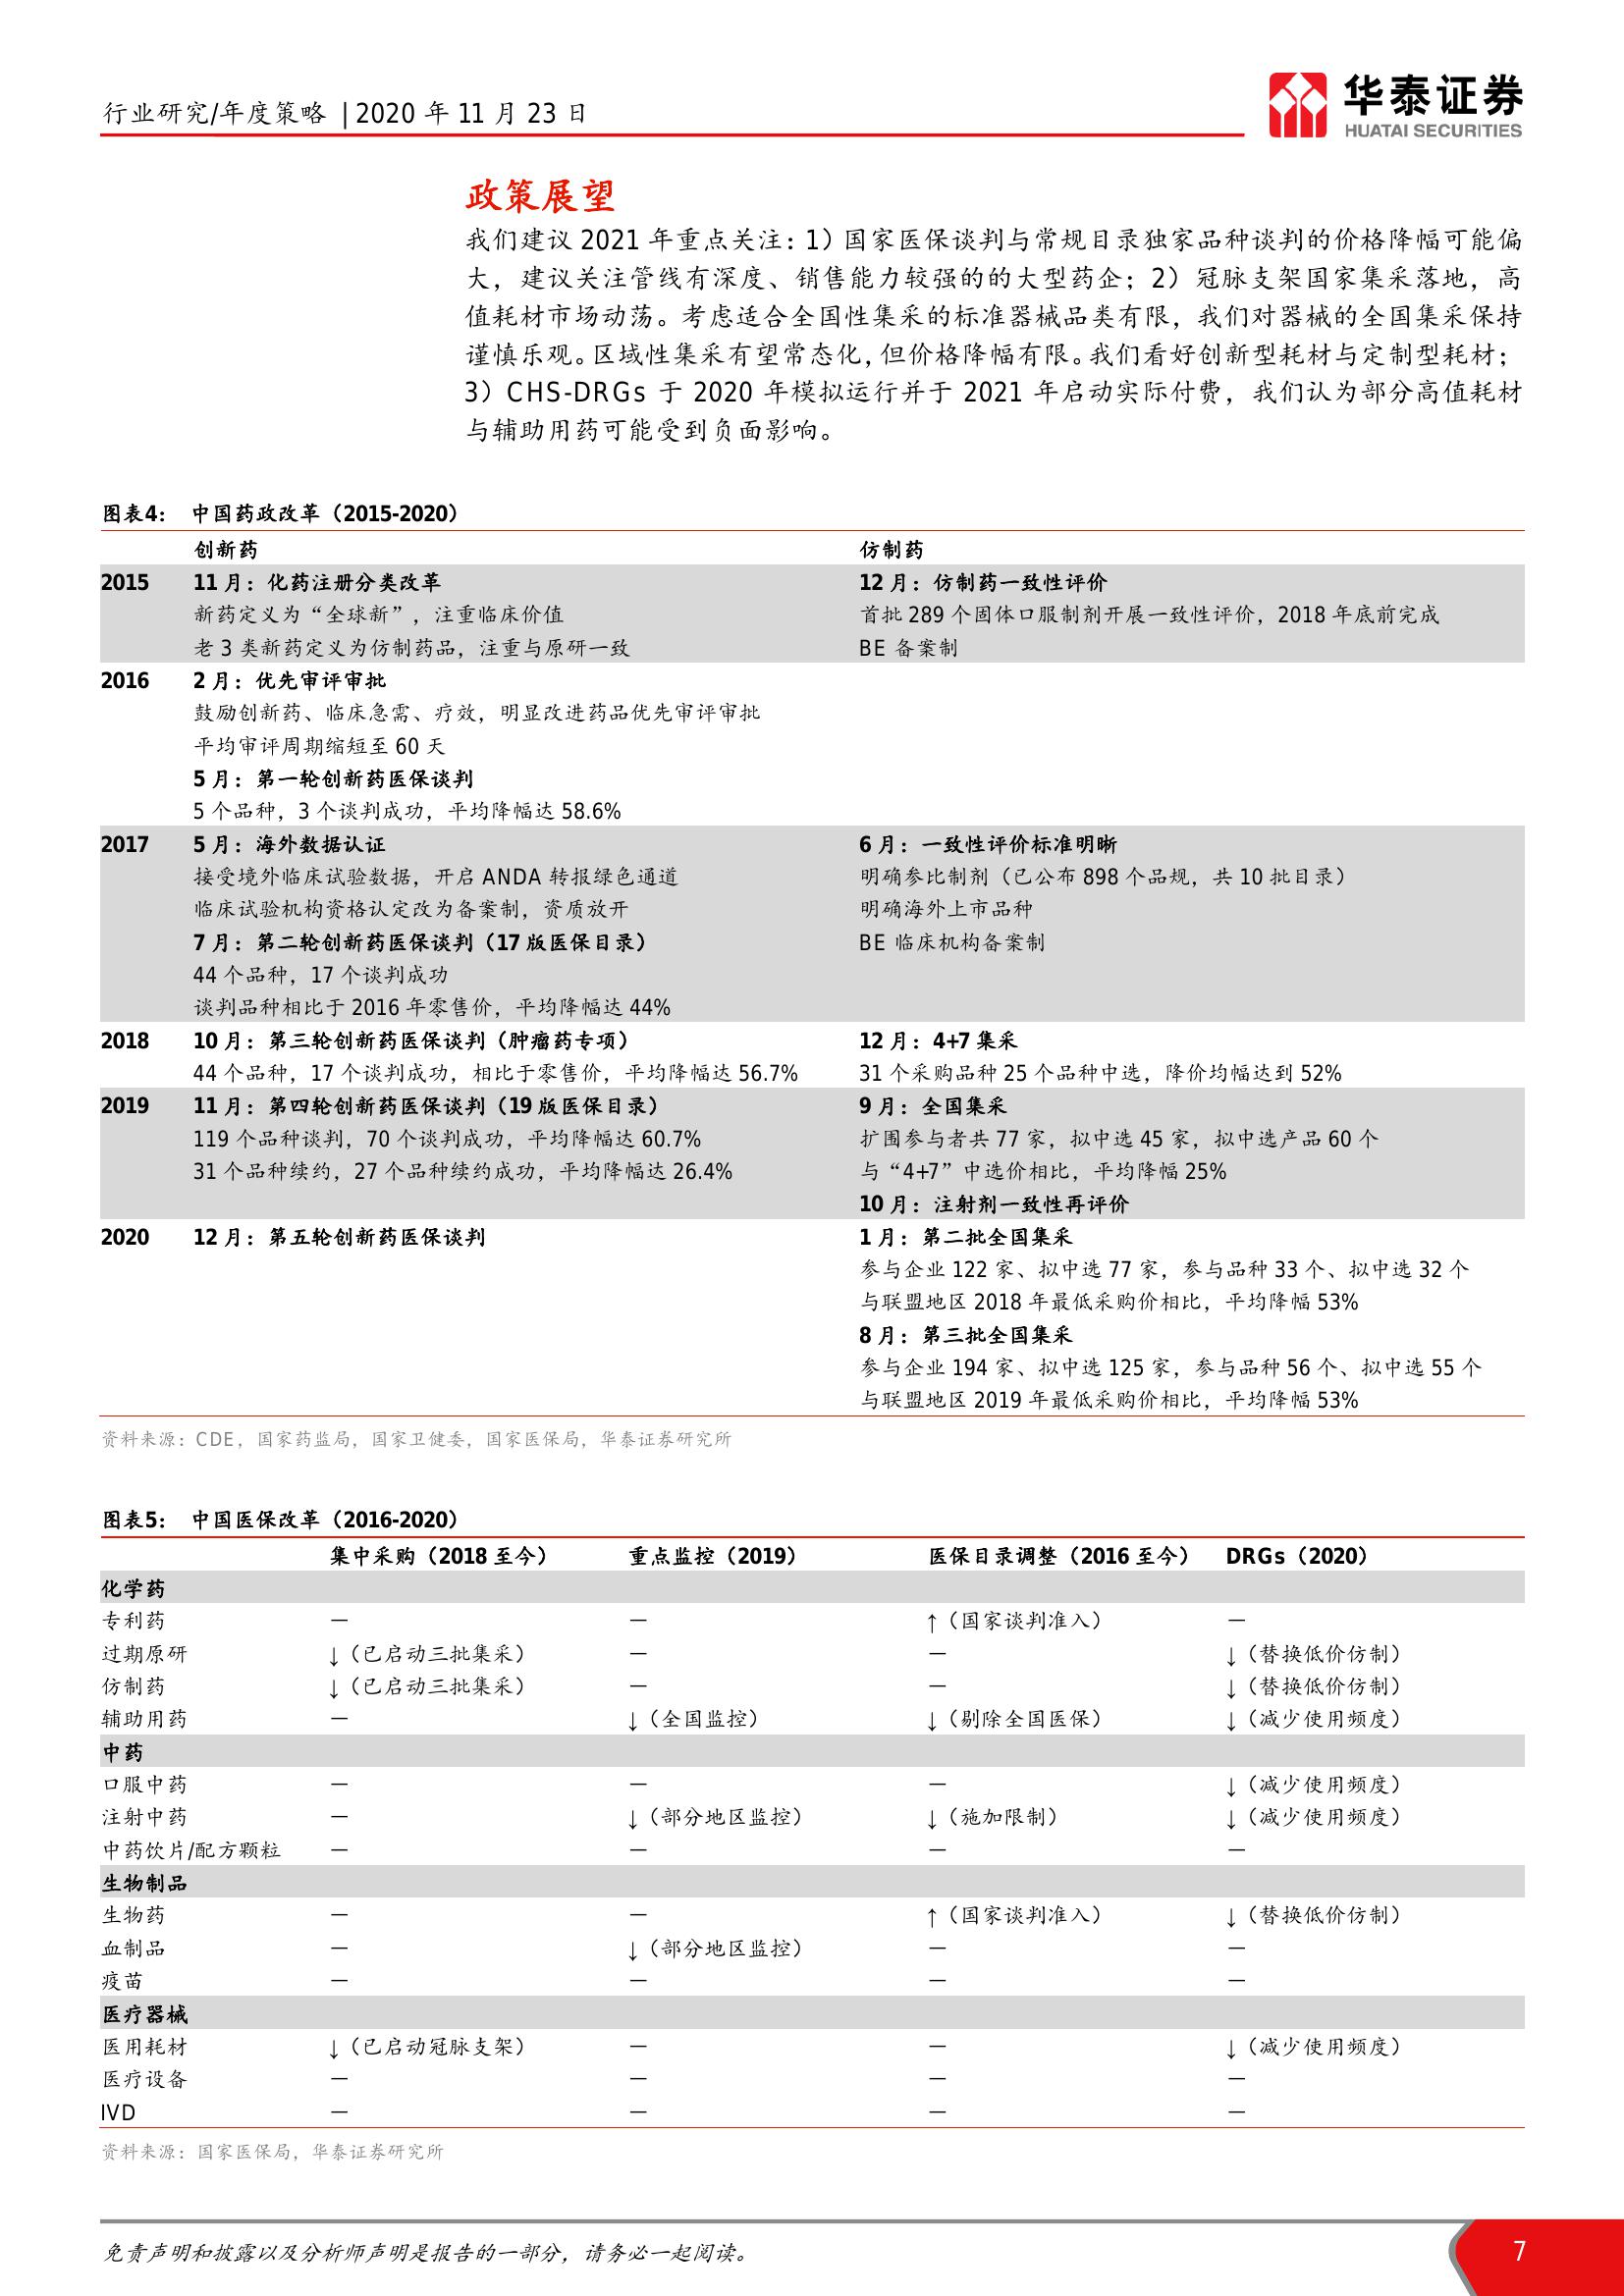 行业研究/年度策略 | 2020 年 11 月 23 日
华泰证券
HUATAI SECURITIES
政策展望
我们建议 2021 年重点关注：1）国家医保谈判与常规目录独家品种谈判的价格降幅可能偏
大，建议关注管线有深度、销售能力较强的的大型药企；2）冠脉支架国家集采落地，高
值耗材市场动荡。考虑适合全国性集采的标准器械品类有限，我们对器械的全国集采保持
谨慎乐观。区域性集采有望常态化，但价格降幅有限。我们看好创新型耗材与定制型耗材；
3）CHS-DRGs 于 2020 年模拟运行并于 2021 年启动实际付费，我们认为部分高值耗材
与辅助用药可能受到负面影响。
图表4： 中国药政改革（2015-2020）
创新药 仿制药
2015 11 月：化药注册分类改革 12 月：仿制药一致性评价
新药定义为“全球新”，注重临床价值 首批 289 个固体口服制剂开展一致性评价，2018 年底前完成
老 3 类新药定义为仿制药品，注重与原研一致 BE 备案制
2016 2 月：优先审评审批
鼓励创新药、临床急需、疗效，明显改进药品优先审评审批
平均审评周期缩短至 60 天
5 月：第一轮创新药医保谈判
5 个品种，3 个谈判成功，平均降幅达 58.6%
2017 5 月：海外数据认证 6 月：一致性评价标准明晰
接受境外临床试验数据，开启 ANDA 转报绿色通道 明确参比制剂（已公布 898 个品规，共 10 批目录）
临床试验机构资格认定改为备案制，资质放开 明确海外上市品种
7 月：第二轮创新药医保谈判（17 版医保目录） BE 临床机构备案制
44 个品种，17 个谈判成功
谈判品种相比于 2016 年零售价，平均降幅达 44%
2018 10 月：第三轮创新药医保谈判（肿瘤药专项） 12 月：4+7 集采
44 个品种，17 个谈判成功，相比于零售价，平均降幅达 56.7% 31 个采购品种 25 个品种中选，降价均幅达到 52%
2019 11 月：第四轮创新药医保谈判（19 版医保目录） 9 月：全国集采
119 个品种谈判，70 个谈判成功，平均降幅达 60.7% 扩围参与者共 77 家，拟中选 45 家，拟中选产品 60 个
31 个品种续约，27 个品种续约成功，平均降幅达 26.4% 与“4+7”中选价相比，平均降幅 25%
10 月：注射剂一致性再评价
2020 12 月：第五轮创新药医保谈判 1 月：第二批全国集采
参与企业 122 家、拟中选 77 家，参与品种 33 个、拟中选 32 个
与联盟地区 2018 年最低采购价相比，平均降幅 53%
8 月：第三批全国集采
参与企业 194 家、拟中选 125 家，参与品种 56 个、拟中选 55 个
与联盟地区 2019 年最低采购价相比，平均降幅 53%
资料来源：CDE，国家药监局，国家卫健委，国家医保局，华泰证券研究所
图表5： 中国医保改革（2016-2020）
集中采购（2018 至今） 重点监控（2019） 医保目录调整（2016 至今） DRGs（2020）
化学药
专利药 — — ↑（国家谈判准入） —
过期原研 ↓（已启动三批集采） — — ↓（替换低价仿制）
仿制药 ↓（已启动三批集采） — — ↓（替换低价仿制）
辅助用药 — ↓（全国监控） ↓（剔除全国医保） ↓（减少使用频度）
中药
口服中药 — — — ↓（减少使用频度）
注射中药 — ↓（部分地区监控） ↓（施加限制） ↓（减少使用频度）
中药饮片/配方颗粒 — — — —
生物制品
生物药 — — ↑（国家谈判准入） ↓（替换低价仿制）
血制品 — ↓（部分地区监控） — —
疫苗 — — — —
医疗器械
医用耗材 ↓（已启动冠脉支架） — — ↓（减少使用频度）
医疗设备 — — — —
IVD — — — —
资料来源：国家医保局，华泰证券研究所
免责声明和披露以及分析师声明是报告的一部分，请务必一起阅读。
7